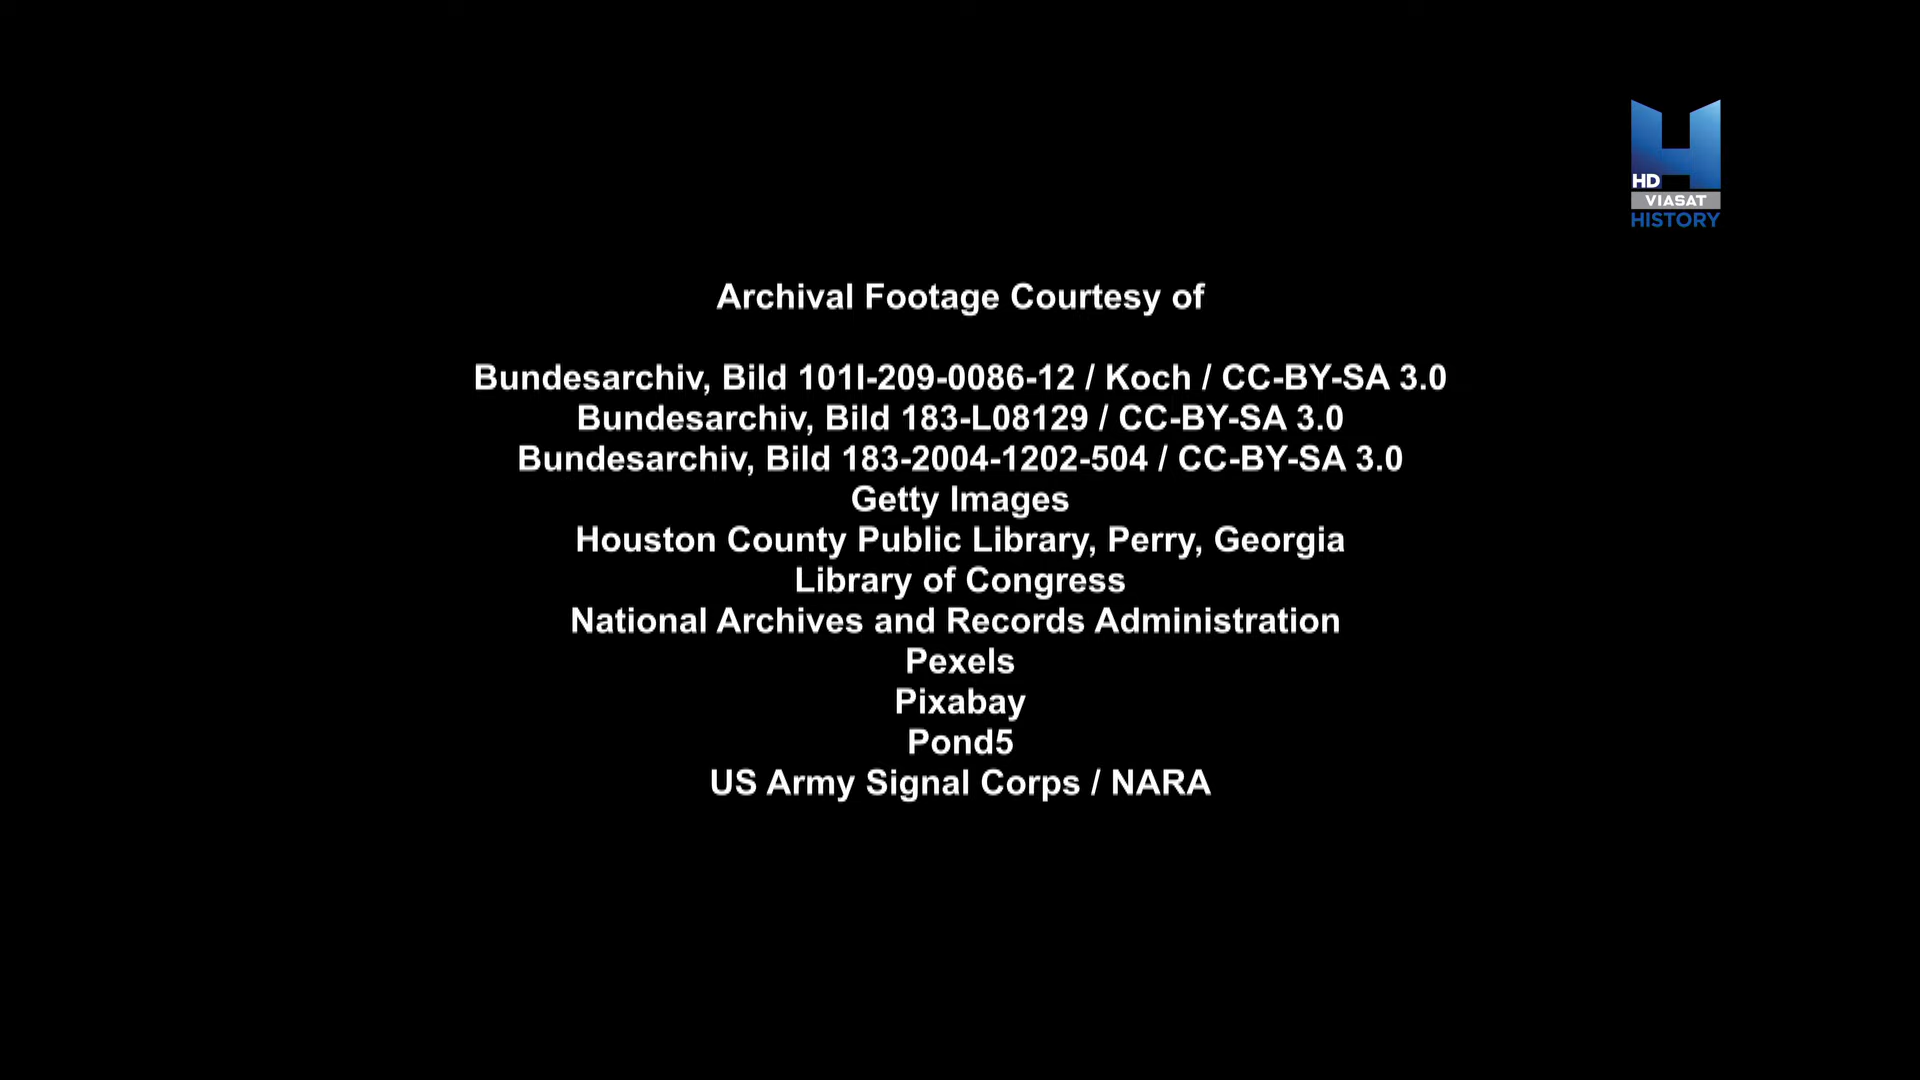 HD
VIASAT
HISTORY
Archival Footage Courtesy of
Bundesarchiv, Bild 101I-209-0086-12 / Koch / CC-BY-SA 3.0
Bundesarchiv, Bild 183-L08129 / CC-BY-SA 3.0
Bundesarchiv, Bild 183-2004-1202-504 / CC-BY-SA 3.0
Getty Images
Houston County Public Library, Perry, Georgia
Library of Congress
National Archives and Records Administration
Pexels
Pixabay
Pond5
US Army Signal Corps / NARA